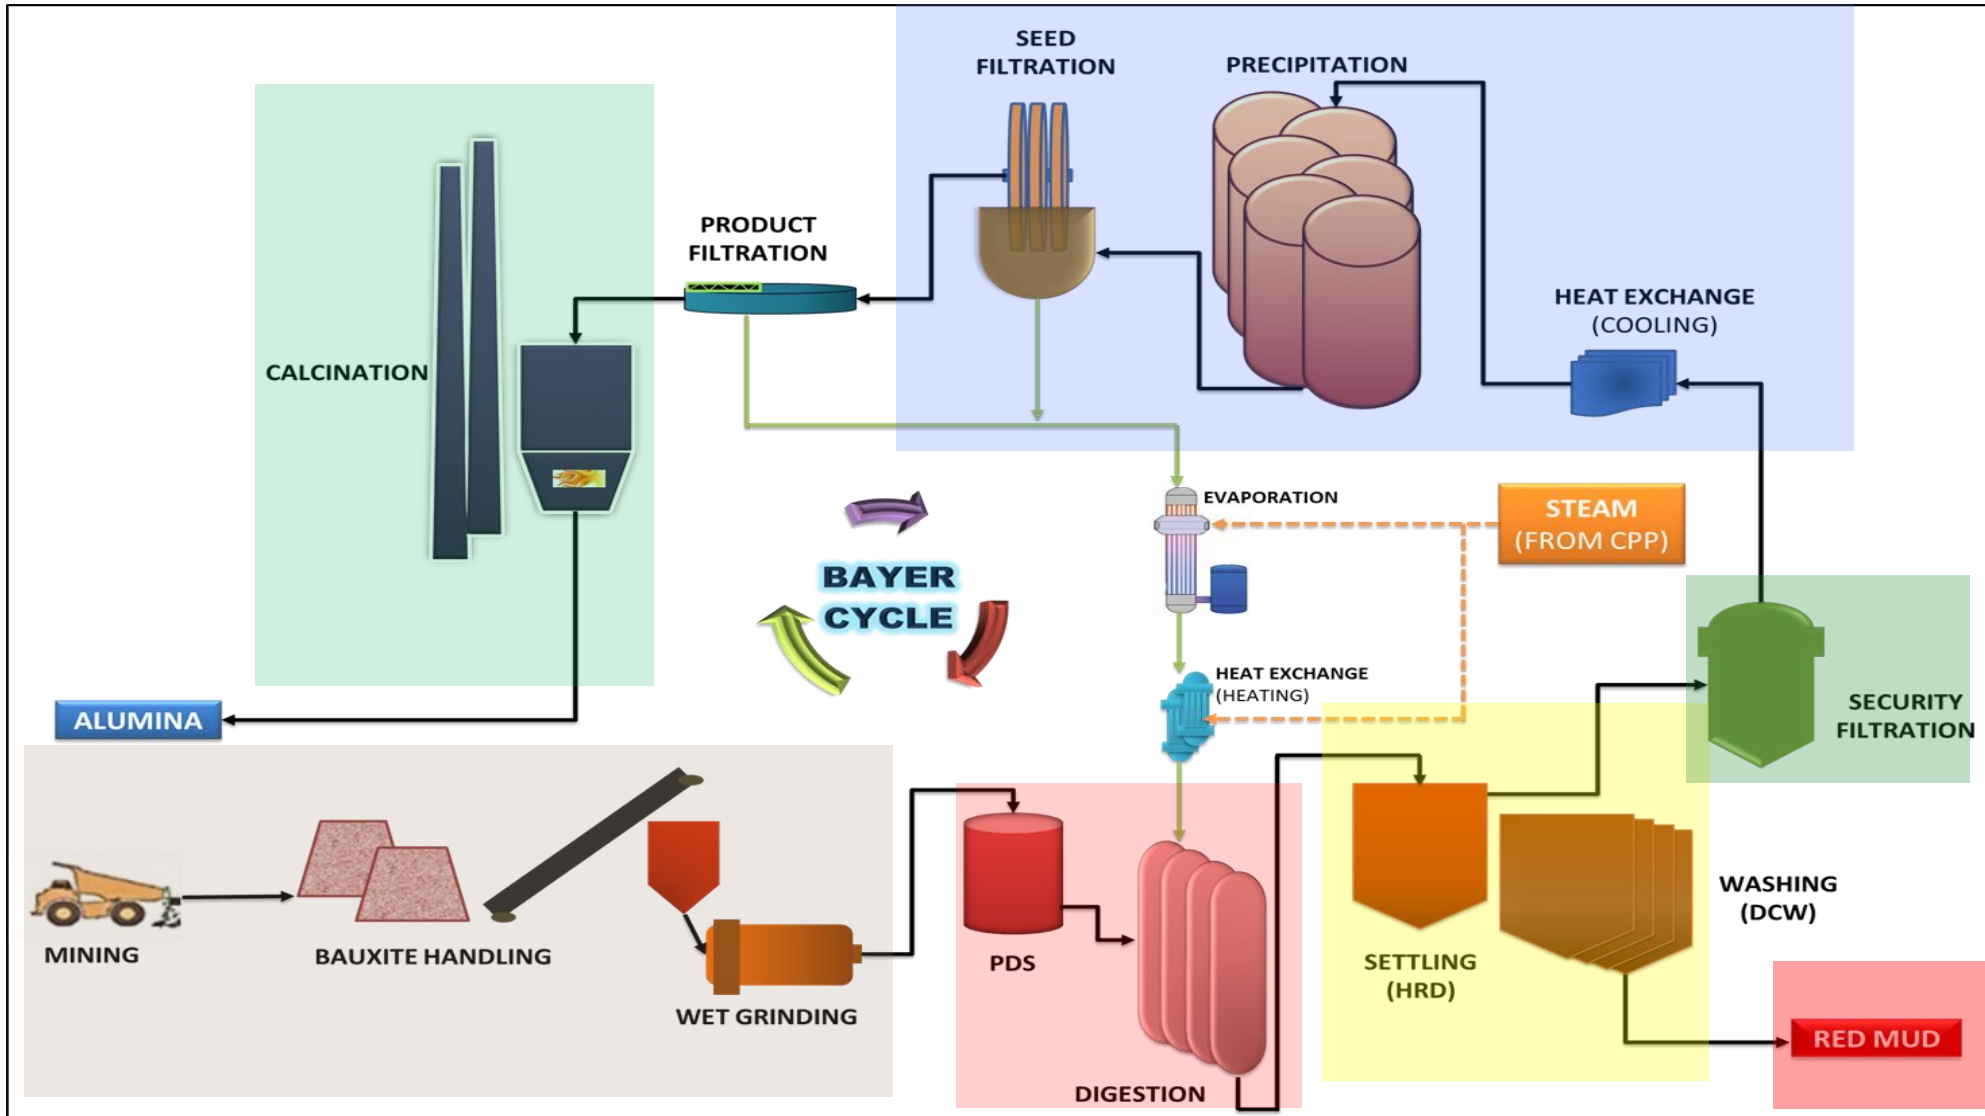 SEED
FILTRATION
PRECIPITATION
PRODUCT
FILTRATION
HEAT EXCHANGE
(COOLING)
CALCINATION
EVAPORATION
STEAM
(FROM CPP)
BAYER
CYCLE
HEAT EXCHANGE
(HEATING)
SECURITY
FILTRATION
ALUMINA
MINING
BAUXITE HANDLING
WET GRINDING
PDS
DIGESTION
SETTLING
(HRD)
WASHING
(DCW)
RED MUD